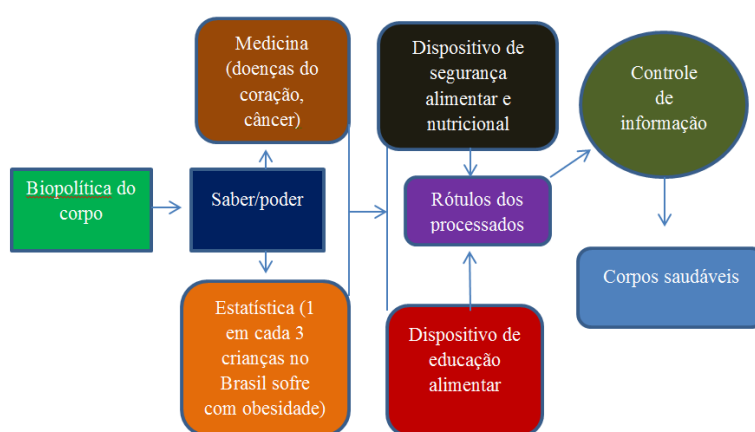 Biopolítica do
corpo
Medicina
(doenças do
coração,
câncer)
Saber/poder
Estatística (1
em cada 3
crianças no
Brasil sofre
com obesidade)
Dispositivo de
segurança
alimentar e
nutricional
Rótulos dos
processados
Dispositivo de
educação
alimentar
Controle
de
informação
Corpos saudáveis